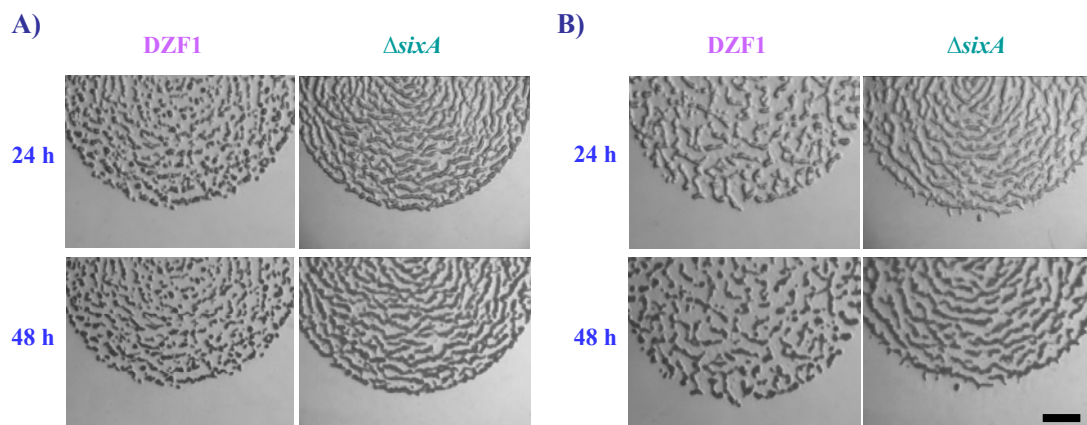 A)
DZF1
ΔsixA
24 h
48 h
B)
DZF1
ΔsixA
24 h
48 h